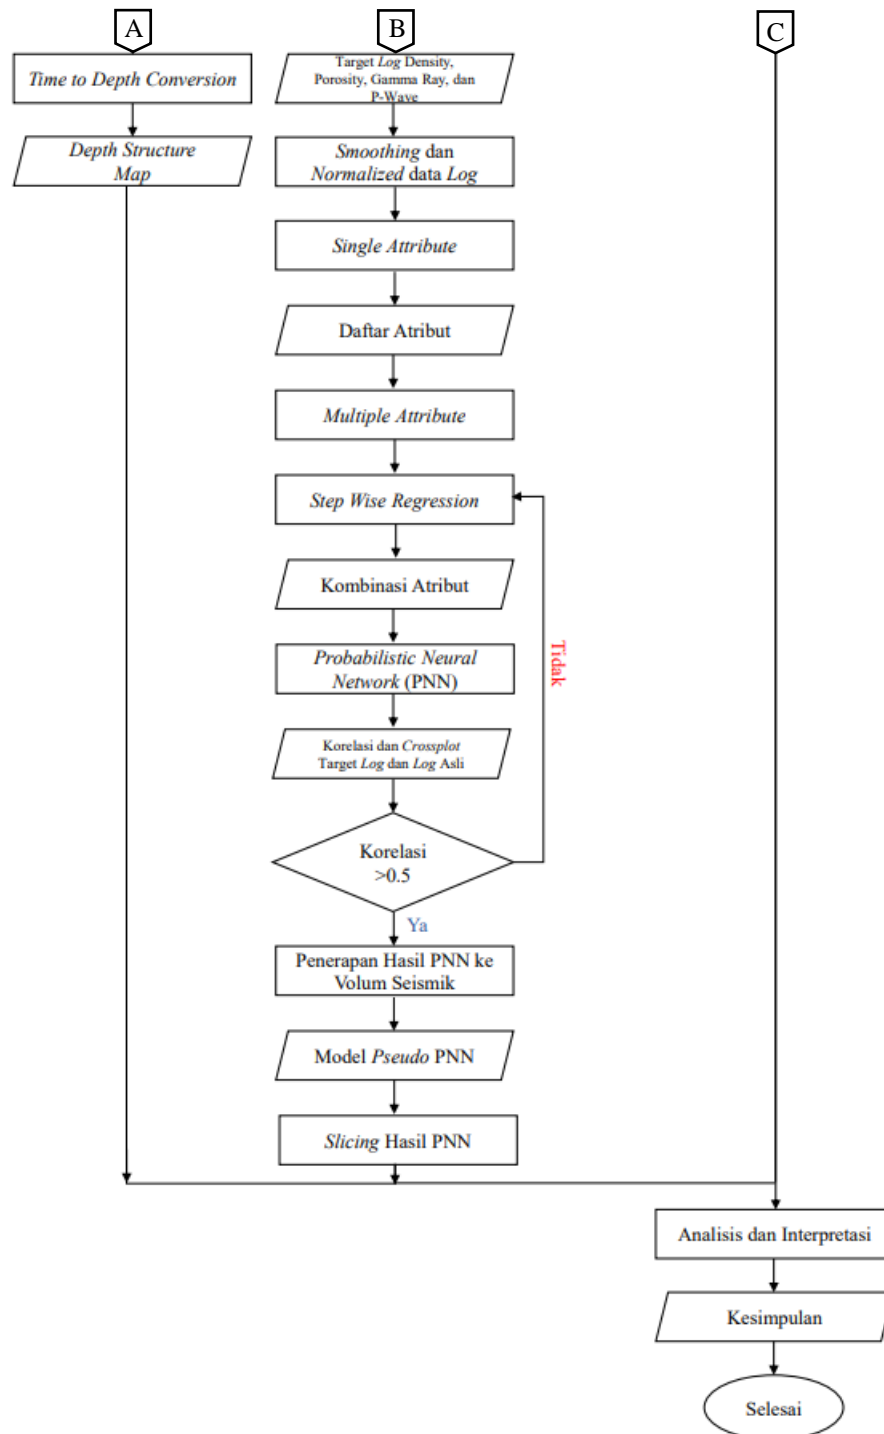 A
B
C
Time to Depth Conversion
Depth Structure
Map
Target Log Density,
Porosity, Gamma Ray, dan
P-Wave
Smoothing dan
Normalized data Log
Single Attribute
Daftar Atribut
Multiple Attribute
Step Wise Regression
Kombinasi Atribut
Probabilistic Neural
Network (PNN)
Korelasi dan Crossplot
Target Log dan Log Asli
Korelasi
>0.5
Tidak
Ya
Penerapan Hasil PNN ke
Volum Seismik
Model Pseudo PNN
Slicing Hasil PNN
Analisis dan Interpretasi
Kesimpulan
Selesai